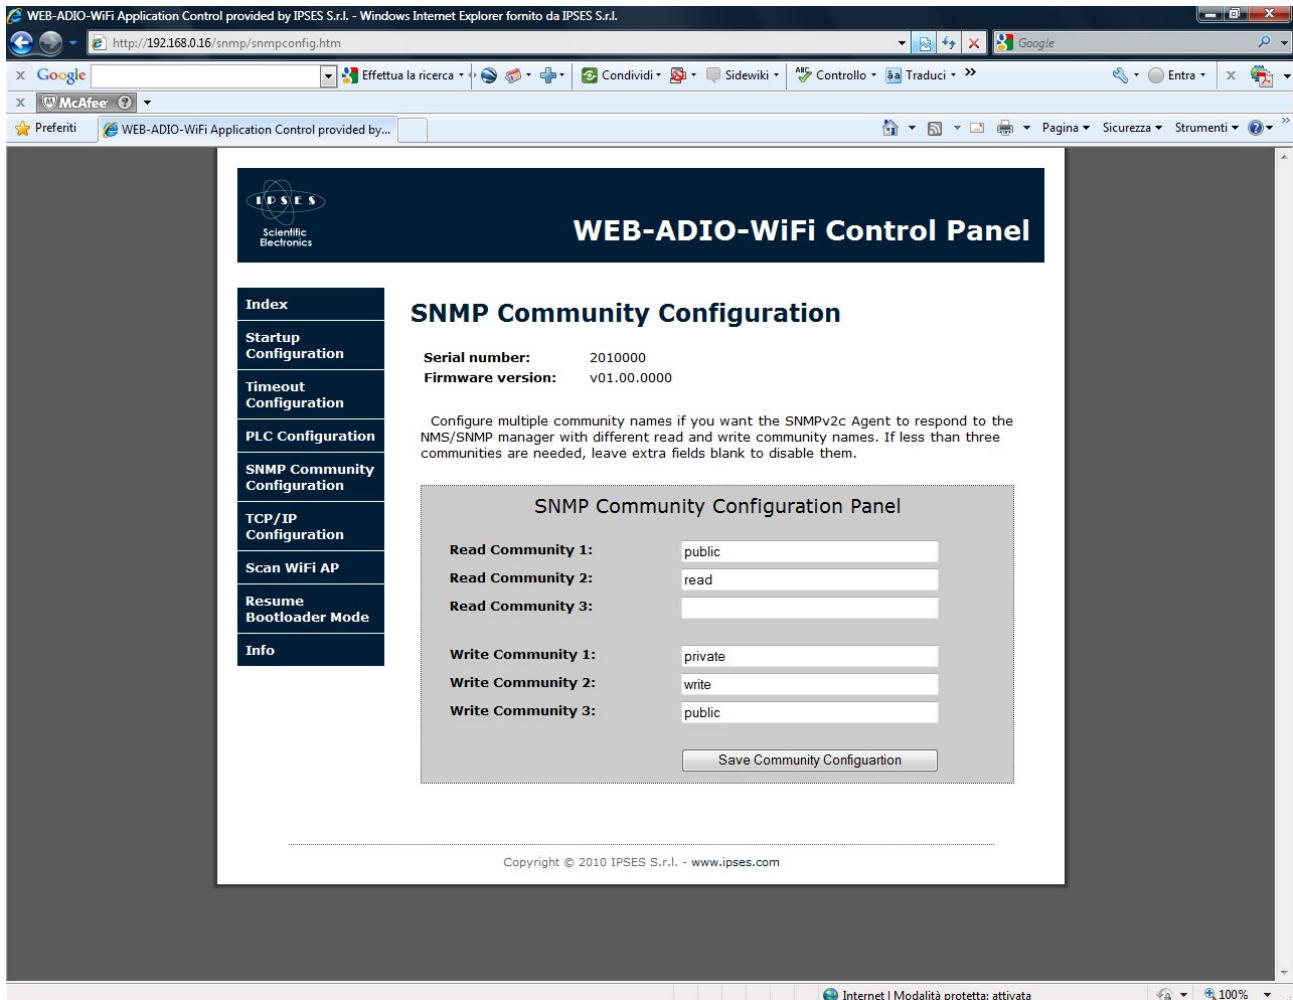 WEB-ADIO-WiFi Application Control provided by IPSES S.r.l. - Windows Internet Explorer fornito da IPSES S.r.l.
http://192.168.0.16/snmp/snmpconfig.htm
Google
x Google
Effettua la ricerca
Condividi
Sidewiki
ABC Controllo
āa Traduci
Entra
x
x McAfee
Preferiti
WEB-ADIO-WiFi Application Control provided by...
Pagina
Sicurezza
Strumenti
IPSES
Scientific
Electronics
WEB-ADIO-WiFi Control Panel
Index
Startup
Configuration
Timeout
Configuration
PLC Configuration
SNMP Community
Configuration
TCP/IP
Configuration
Scan WiFi AP
Resume
Bootloader Mode
Info
SNMP Community Configuration
Serial number: 2010000
Firmware version: v01.00.0000
Configure multiple community names if you want the SNMPv2c Agent to respond to the
NMS/SNMP manager with different read and write community names. If less than three
communities are needed, leave extra fields blank to disable them.
SNMP Community Configuration Panel
Read Community 1: public
Read Community 2: read
Read Community 3:
Write Community 1: private
Write Community 2: write
Write Community 3: public
Save Community Configuartion
Copyright © 2010 IPSES S.r.l. - www.ipses.com
Internet | Modalità protetta: attivata
100%